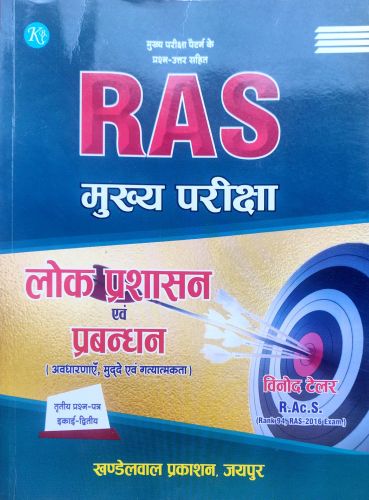 K
मुख्य परीक्षा पैटर्न के
प्रश्न-उत्तर सहित
RAS
मुख्य परीक्षा
लोक प्रशासन
एवं
प्रबन्धन
(अवधारणाएँ, मुद्दे एवं गत्यात्मकता)
विनोद टेलर
R.Ac.S.
(Rank 94, RAS-2016 Exam)
तृतीय प्रश्न-पत्र
इकाई-द्वितीय
खण्डेलवाल प्रकाशन, जयपुर